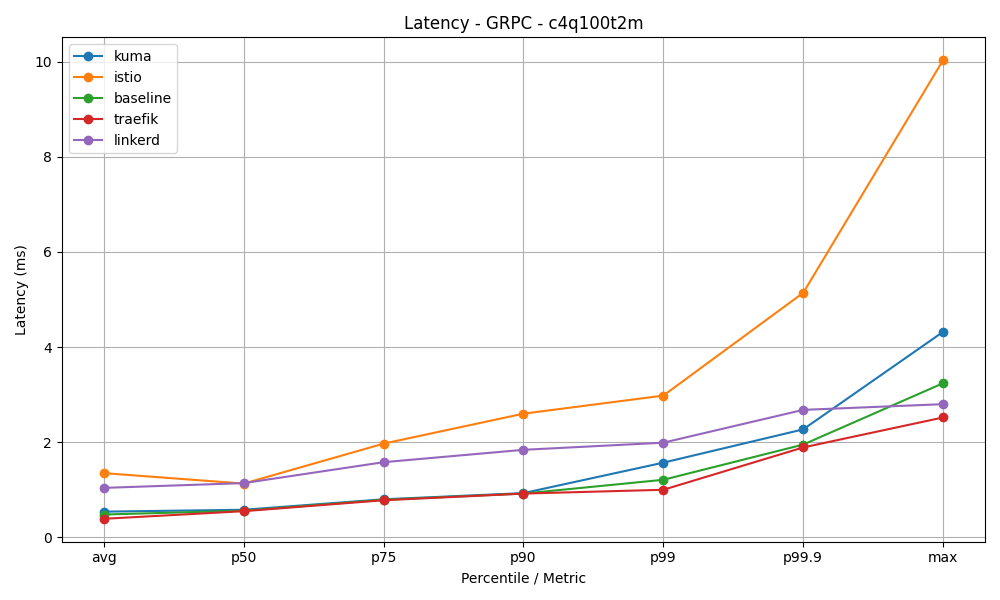 Latency - GRPC - c4q100t2m
kuma
istio
baseline
traefik
linkerd
10
8
6
4
2
0
Latency (ms)
avg p50 p75 p90 p99 p99.9 max
Percentile / Metric